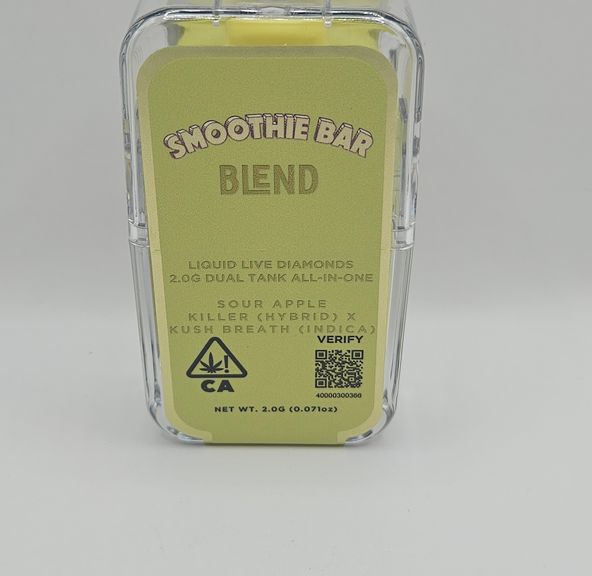 SMOOTHIE BAR
BLEND
LIQUID LIVE DIAMONDS
2.0G DUAL TANK ALL-IN-ONE
SOUR APPLE
KILLER (HYBRID) X
KUSH BREATH (INDICA)
VERIFY
CA
40000300366
NET WT. 2.0G (0.071oz)